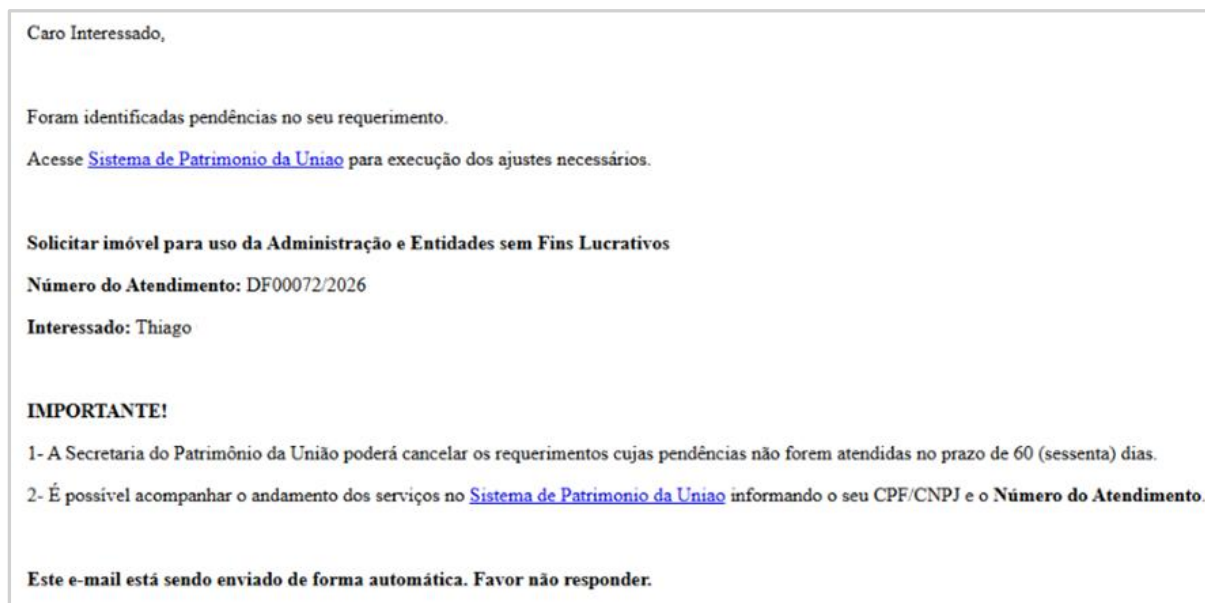 Caro Interessado,
Foram identificadas pendências no seu requerimento.
Acesse Sistema de Patrimonio da Uniao para execução dos ajustes necessários.
Solicitar imóvel para uso da Administração e Entidades sem Fins Lucrativos
Número do Atendimento: DF00072/2026
Interessado: Thiago
IMPORTANTE!
1- A Secretaria do Patrimônio da União poderá cancelar os requerimentos cujas pendências não forem atendidas no prazo de 60 (sessenta) dias.
2- É possível acompanhar o andamento dos serviços no Sistema de Patrimonio da Uniao informando o seu CPF/CNPJ e o Número do Atendimento.
Este e-mail está sendo enviado de forma automática. Favor não responder.